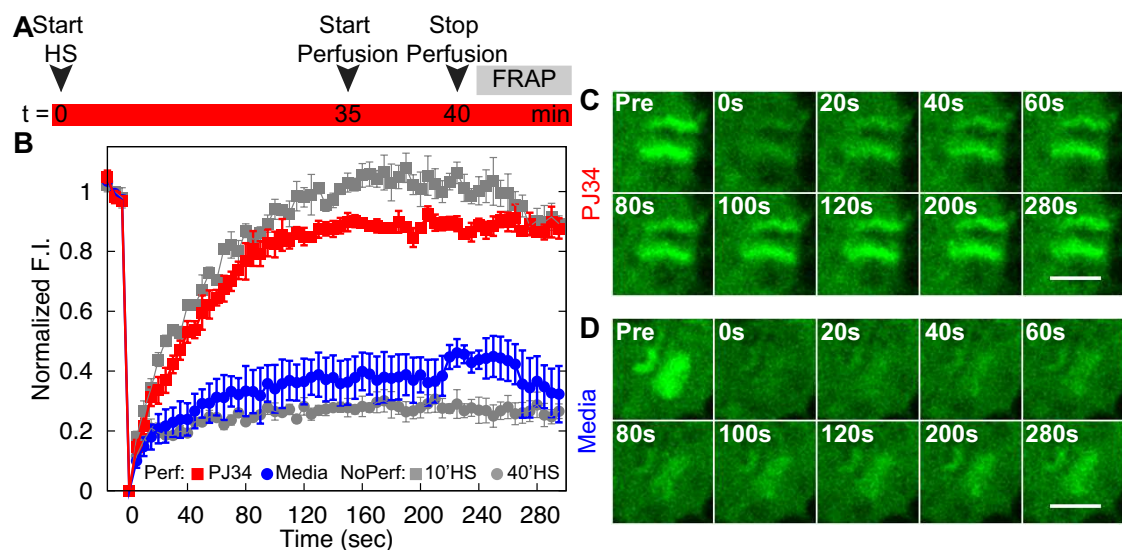 A
Start HS
Start Perfusion
Stop Perfusion
FRAP
t = 0 35 40 min
B
Normalized F.I.
1
0.8
0.6
0.4
0.2
0
Perf: PJ34 Media NoPerf: 10'HS 40'HS
0 40 80 120 160 200 240 280
Time (sec)
C
PJ34
Pre 0s 20s 40s 60s
80s 100s 120s 200s 280s
D
Media
Pre 0s 20s 40s 60s
80s 100s 120s 200s 280s